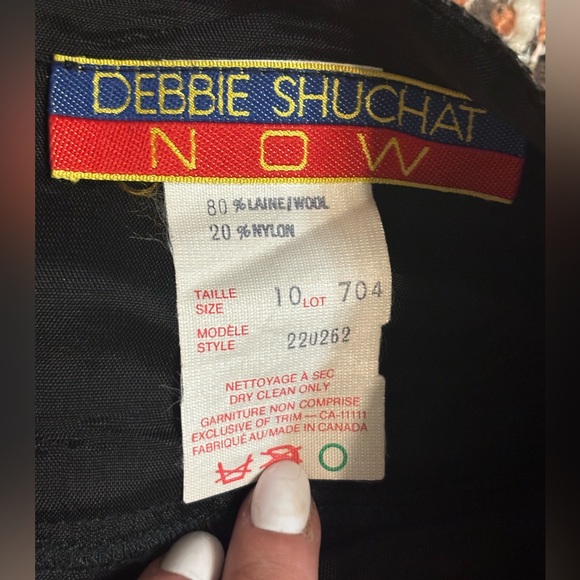 DEBBIE SHUCHAT
NOW
80 % LAINE/WOOL
20 % NYLON
TAILLE
SIZE 10 LOT 704
MODÈLE
STYLE 220262
NETTOYAGE À SEC
DRY CLEAN ONLY
GARNITURE NON COMPRISE
EXCLUSIVE OF TRIM — CA-11111
FABRIQUÉ AU/MADE IN CANADA